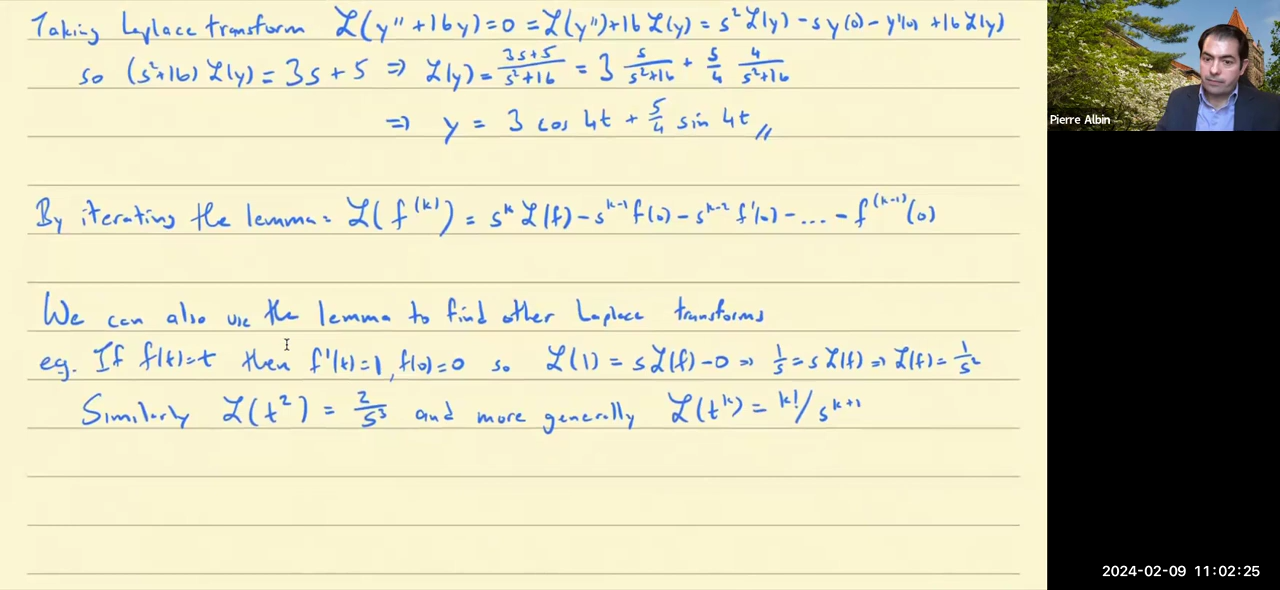 Taking Laplace transform ℒ(y'' + 16y) = 0 = ℒ(y'') + 16 ℒ(y) = s² ℒ(y) - s y(0) - y'(0) + 16 ℒ(y)
so (s²+16) ℒ(y) = 3s + 5 ⇒ ℒ(y) = (3s+5)/(s²+16) = 3 s/(s²+16) + 5/4 4/(s²+16)
⇒ y = 3 cos 4t + 5/4 sin 4t //
By iterating the lemma: ℒ(f^(k)) = s^k ℒ(f) - s^(k-1) f(0) - s^(k-2) f'(0) - .... - f^(k-1)(0)
We can also use the lemma to find other Laplace transforms
eg. If f(t)=t then f'(t)=1, f(0)=0 so ℒ(1) = s ℒ(f) - 0 ⇒ 1/s = s ℒ(f) ⇒ ℒ(f) = 1/s²
Similarly ℒ(t²) = 2/s³ and more generally ℒ(t^k) = k!/s^(k+1)
Pierre Albin
2024-02-09 11:02:25